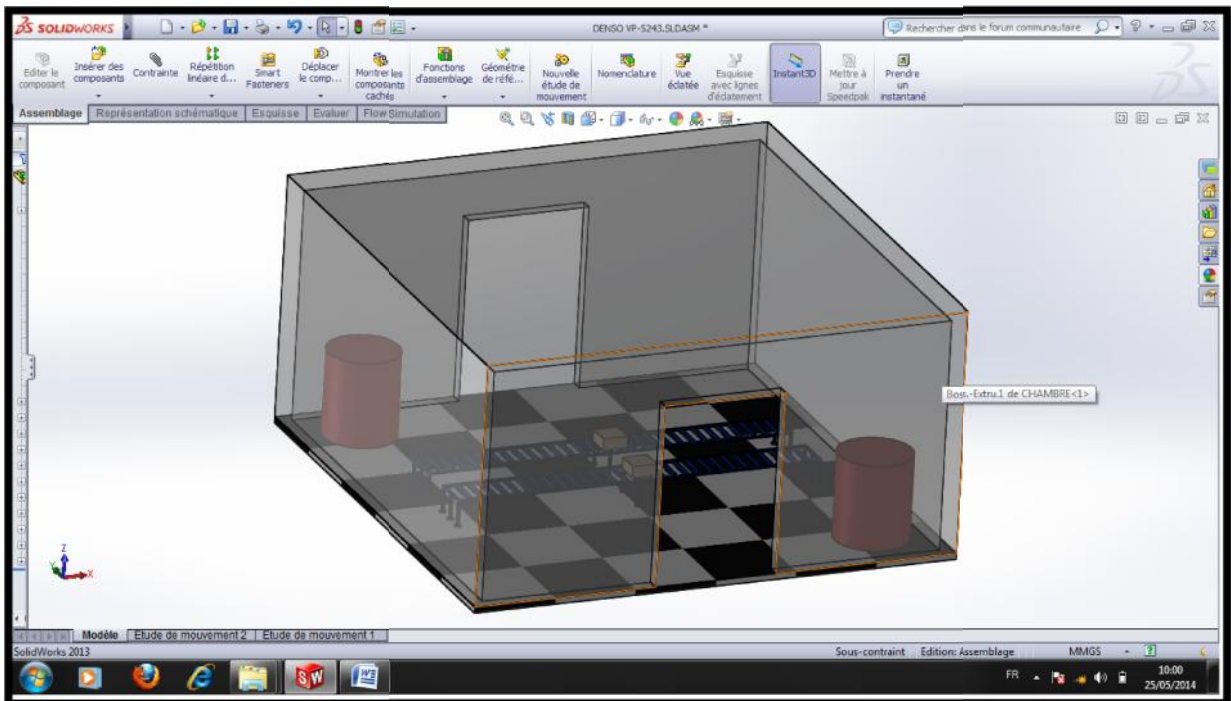 SOLIDWORKS
DENSO VP-S243.SLDASM *
Rechercher dans le forum communautaire
Editer le composant
Insérer des composants
Contrainte
Répétition linéaire d...
Smart Fasteners
Déplacer le comp...
Montrer les composants cachés
Fonctions d'assemblage
Géométrie de réfé...
Nouvelle étude de mouvement
Nomenclature
Vue éclatée
Esquisse avec lignes d'éclatement
Instant3D
Mettre à jour Speedpak
Prendre un instantané
Assemblage
Représentation schématique
Esquisse
Evaluer
Flow Simulation
Boss.-Extru.1 de CHAMBRE<1>
Z
X
Modèle
Etude de mouvement 2
Etude de mouvement 1
SolidWorks 2013
Sous-contraint
Edition: Assemblage
MMGS
FR
10:00
25/05/2014